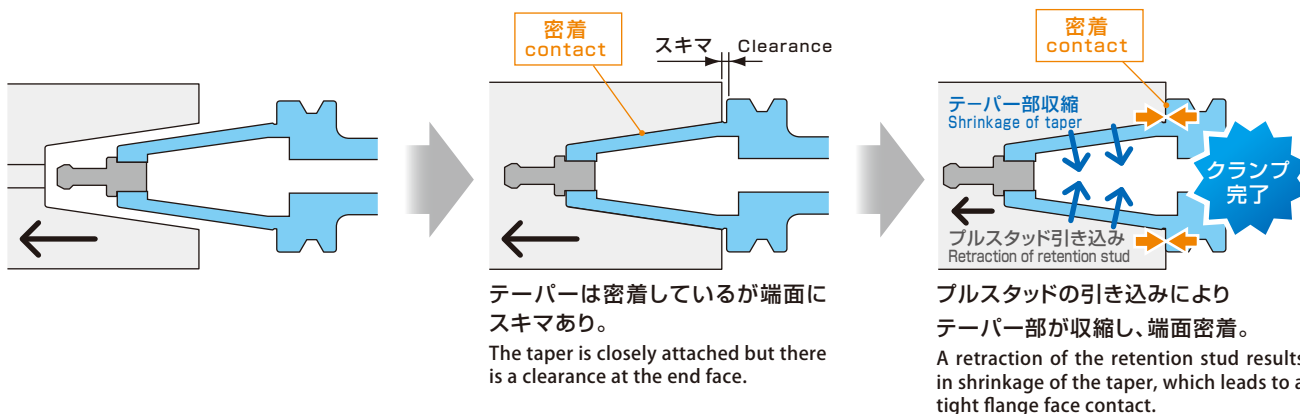 密着
contact
スキマ Clearance
テーパーは密着しているが端面に
スキマあり。
The taper is closely attached but there
is a clearance at the end face.
密着
contact
テーパー部収縮
Shrinkage of taper
クランプ
完了
プルスタッド引き込み
Retraction of retention stud
プルスタッドの引き込みにより
テーパー部が収縮し、端面密着。
A retraction of the retention stud results
in shrinkage of the taper, which leads to a
tight flange face contact.